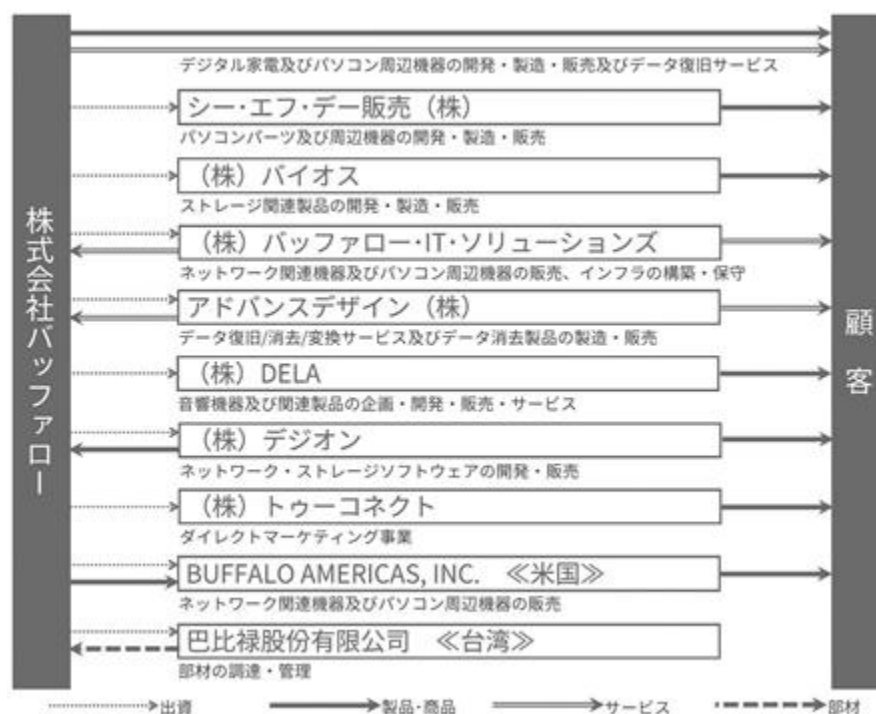 株式会社バッファロー
デジタル家電及びパソコン周辺機器の開発・製造・販売及びデータ復旧サービス
シー・エフ・デー販売（株）
パソコンパーツ及び周辺機器の開発・製造・販売
（株）バイオス
ストレージ関連製品の開発・製造・販売
（株）バッファロー・IT・ソリューションズ
ネットワーク関連機器及びパソコン周辺機器の販売、インフラの構築・保守
アドバンスデザイン（株）
データ復旧/消去/変換サービス及びデータ消去製品の製造・販売
（株）DELA
音響機器及び関連製品の企画・開発・販売・サービス
（株）デジオン
ネットワーク・ストレージソフトウェアの開発・販売
（株）トゥーコネクト
ダイレクトマーケティング事業
BUFFALO AMERICAS, INC. ≪米国≫
ネットワーク関連機器及びパソコン周辺機器の販売
巴比禄股份有限公司 ≪台湾≫
部材の調達・管理
顧客
出資 製品・商品 サービス 部材